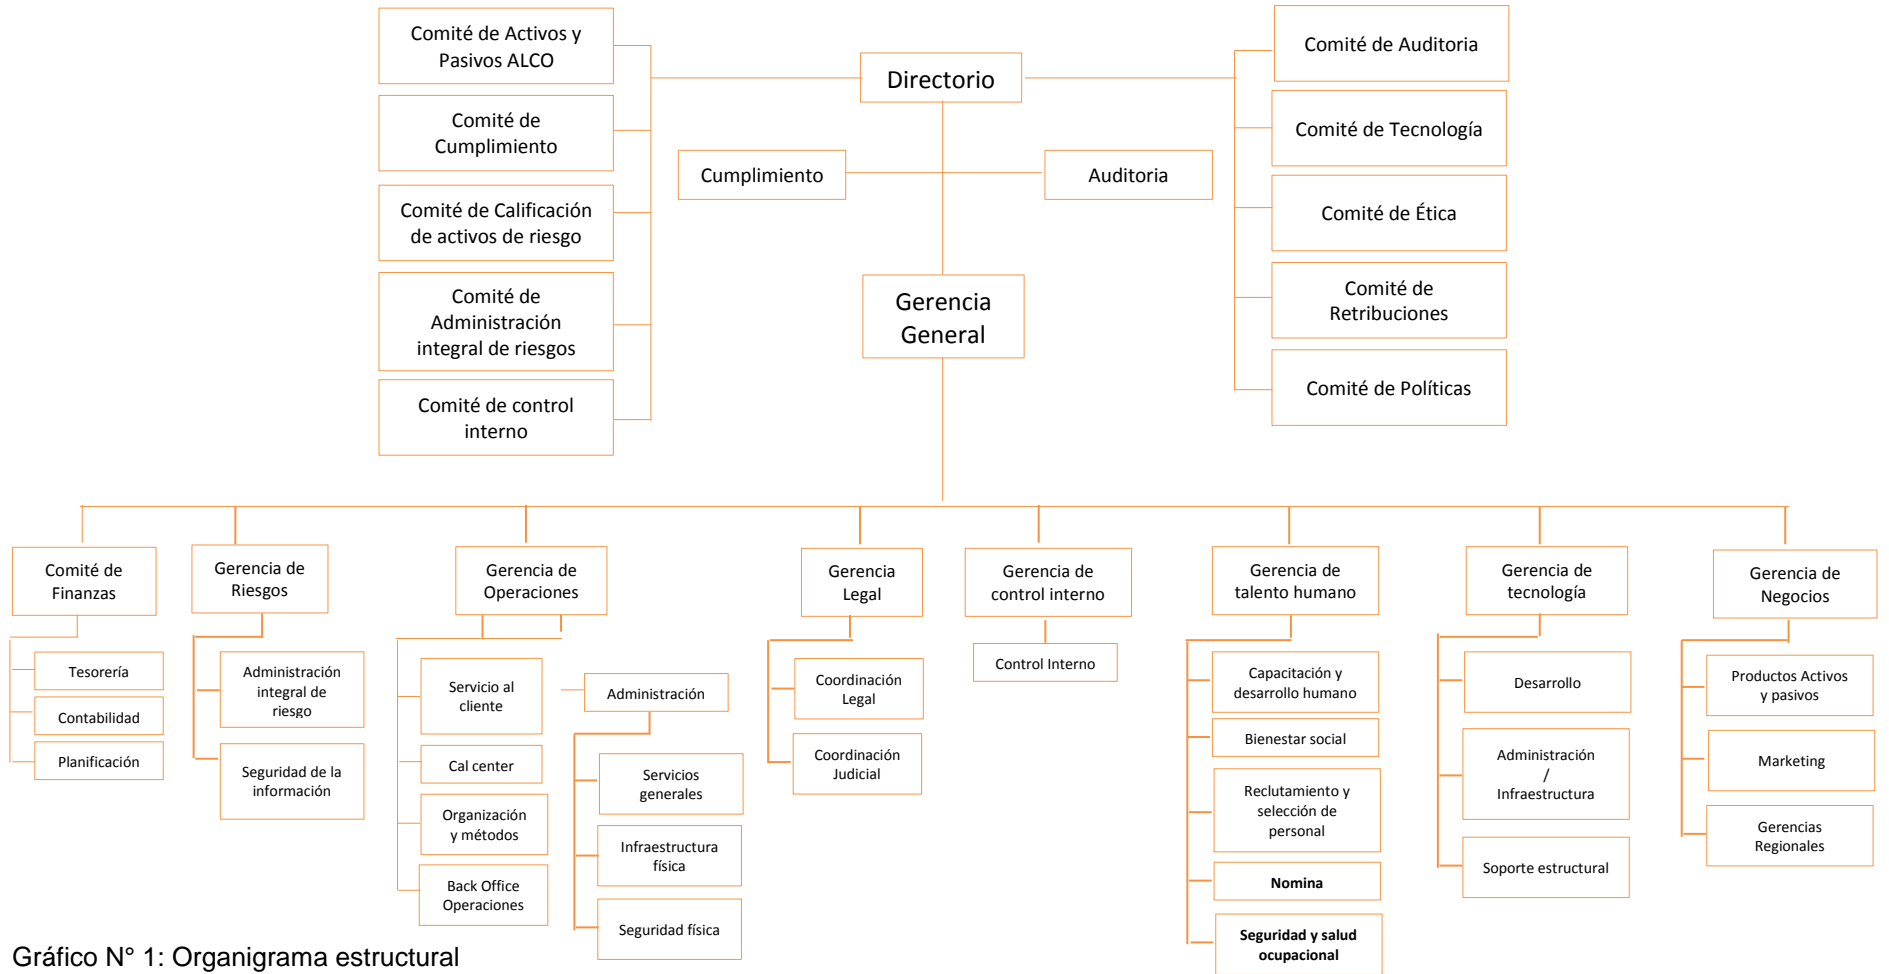 Comité de Activos y
Pasivos ALCO
Comité de
Cumplimiento
Comité de Calificación
de activos de riesgo
Comité de
Administración
integral de riesgos
Comité de control
interno
Directorio
Cumplimiento
Auditoria
Gerencia
General
Comité de Auditoria
Comité de Tecnología
Comité de Ética
Comité de
Retribuciones
Comité de Políticas
Comité de
Finanzas
Tesorería
Contabilidad
Planificación
Gerencia de
Riesgos
Administración
integral de
riesgo
Seguridad de la
información
Gerencia de
Operaciones
Servicio al
cliente
Cal center
Organización
y métodos
Back Office
Operaciones
Administración
Servicios
generales
Infraestructura
física
Seguridad física
Gerencia
Legal
Coordinación
Legal
Coordinación
Judicial
Gerencia de
control interno
Control Interno
Gerencia de
talento humano
Capacitación y
desarrollo humano
Bienestar social
Reclutamiento y
selección de
personal
Nomina
Seguridad y salud
ocupacional
Gerencia de
tecnología
Desarrollo
Administración
/
Infraestructura
Soporte estructural
Gerencia de
Negocios
Productos Activos
y pasivos
Marketing
Gerencias
Regionales
Gráfico N° 1: Organigrama estructural